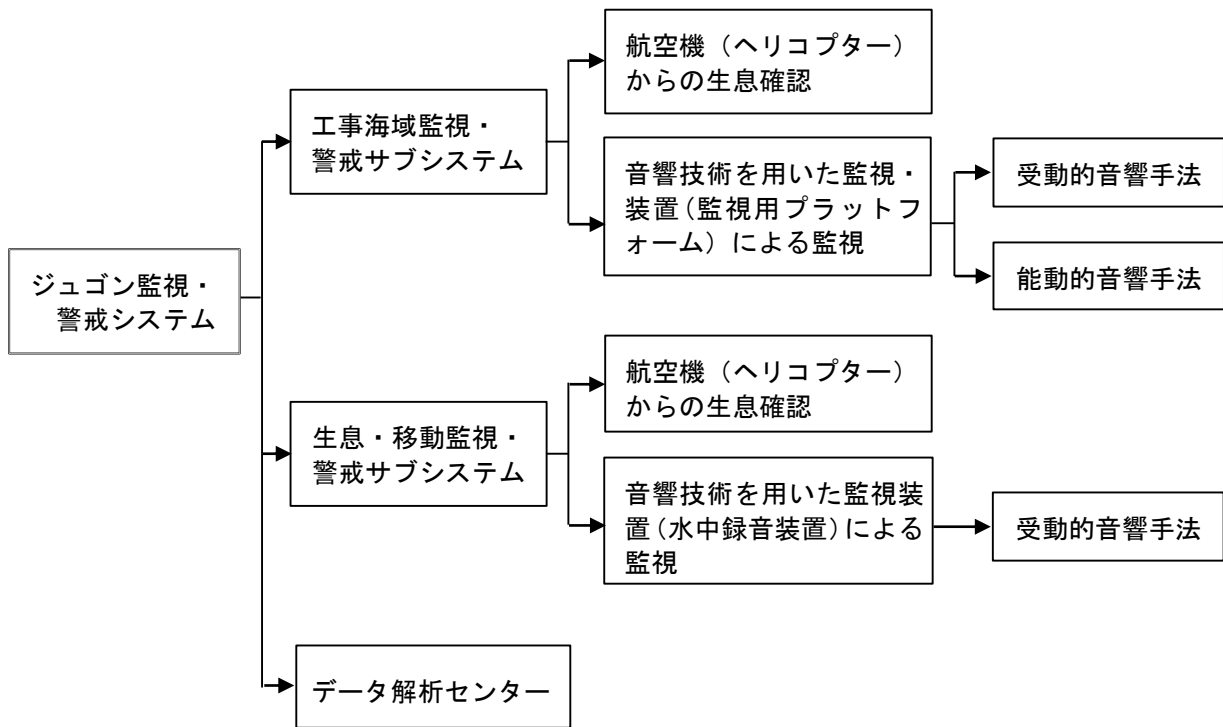 ジュゴン監視・
警戒システム
工事海域監視・
警戒サブシステム
航空機（ヘリコプター）
からの生息確認
音響技術を用いた監視・
装置（監視用プラットフ
ォーム）による監視
受動的音響手法
能動的音響手法
生息・移動監視・
警戒サブシステム
航空機（ヘリコプター）
からの生息確認
音響技術を用いた監視装
置（水中録音装置）による
監視
受動的音響手法
データ解析センター